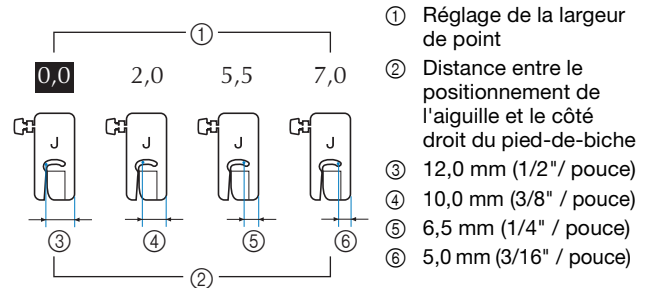 ①
0,0 2,0 5,5 7,0
J J J J
③ ④ ⑤ ⑥
②
① Réglage de la largeur
de point
② Distance entre le
positionnement de
l'aiguille et le côté
droit du pied-de-biche
③ 12,0 mm (1/2"/ pouce)
④ 10,0 mm (3/8" / pouce)
⑤ 6,5 mm (1/4" / pouce)
⑥ 5,0 mm (3/16" / pouce)